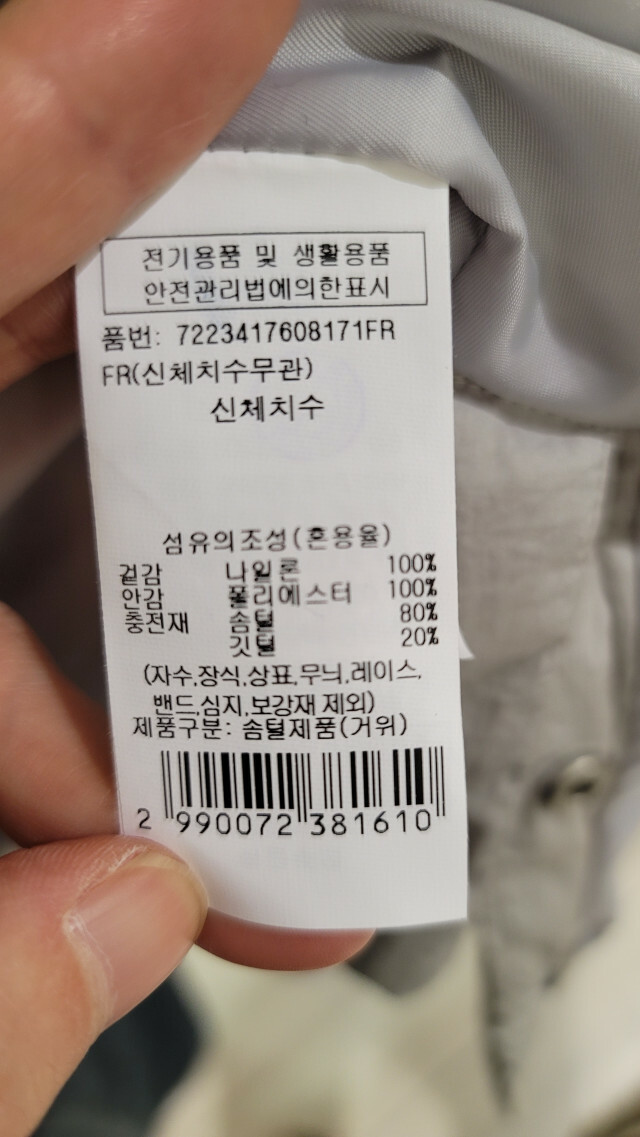 전기용품 및 생활용품
안전관리법에의한표시
품번: 7223417608171FR
FR(신체치수무관)
신체치수
섬유의조성(혼용율)
겉감 나일론 100%
안감 폴리에스터 100%
충전재 솜털 80%
깃털 20%
(자수,장식,상표,무늬,레이스,
밴드,심지,보강재 제외)
제품구분: 솜털제품(거위)
2 990072 381610